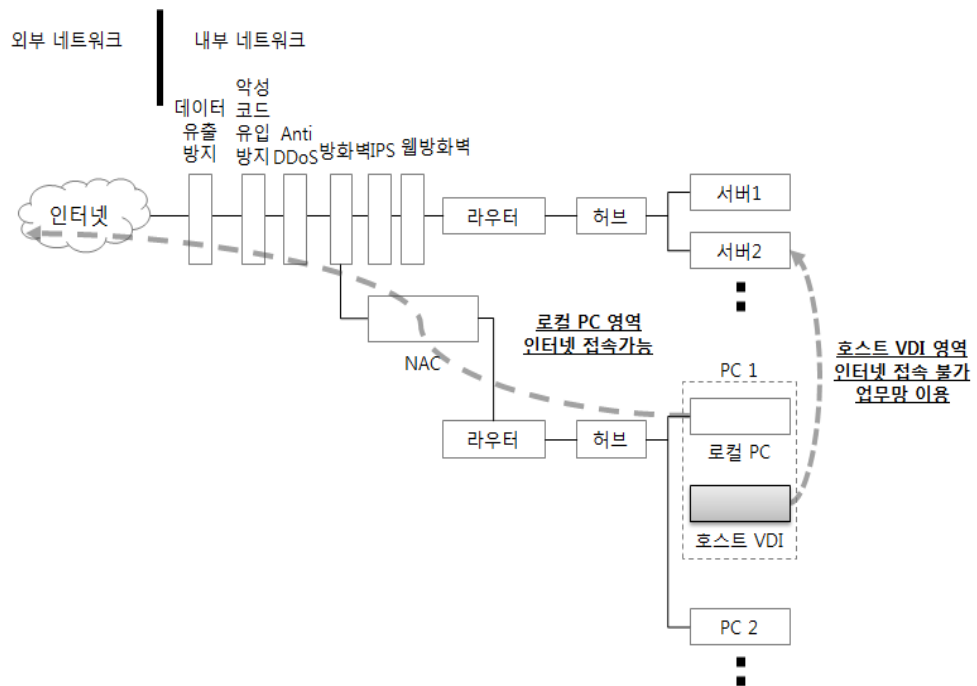 외부 네트워크
내부 네트워크
데이터
유출
방지
악성
코드
유입
방지
Anti
DDoS
방화벽
IPS
웹방화벽
인터넷
라우터
허브
서버1
서버2
NAC
로컬 PC 영역
인터넷 접속가능
호스트 VDI 영역
인터넷 접속 불가
업무망 이용
PC 1
라우터
허브
로컬 PC
호스트 VDI
PC 2